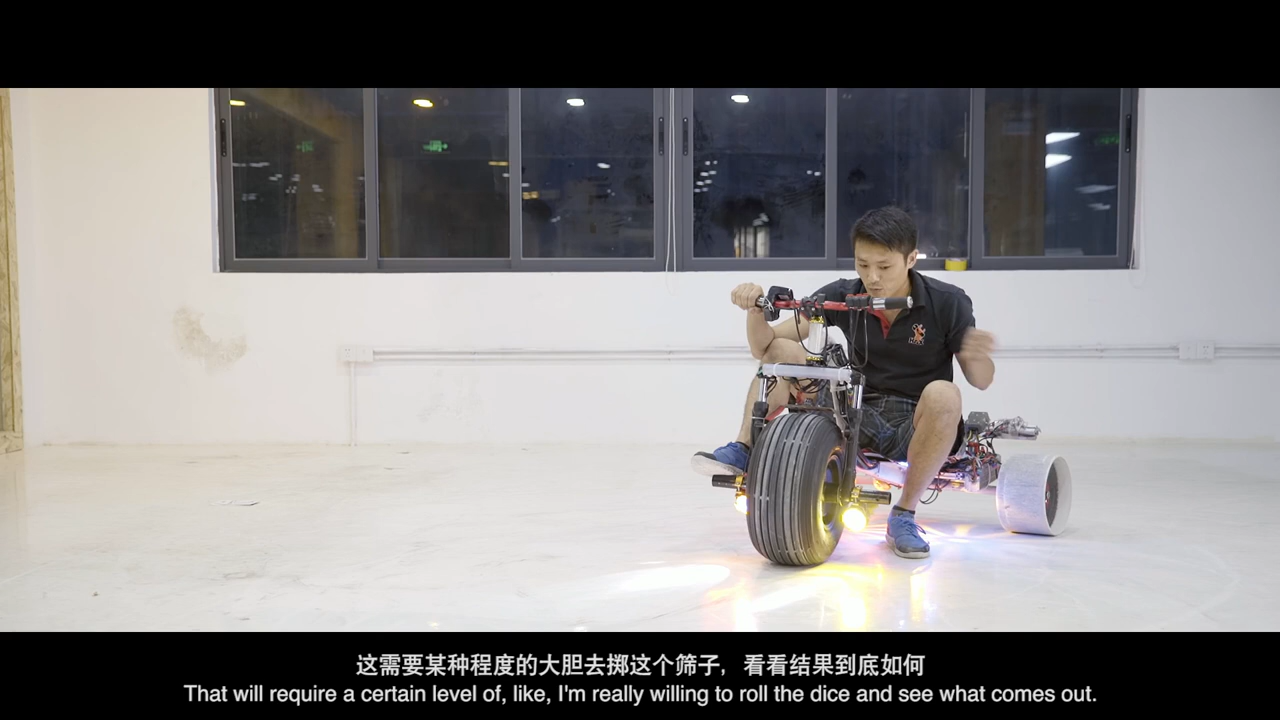 这需要某种程度的大胆去掷这个筛子，看看结果到底如何
That will require a certain level of, like, I'm really willing to roll the dice and see what comes out.